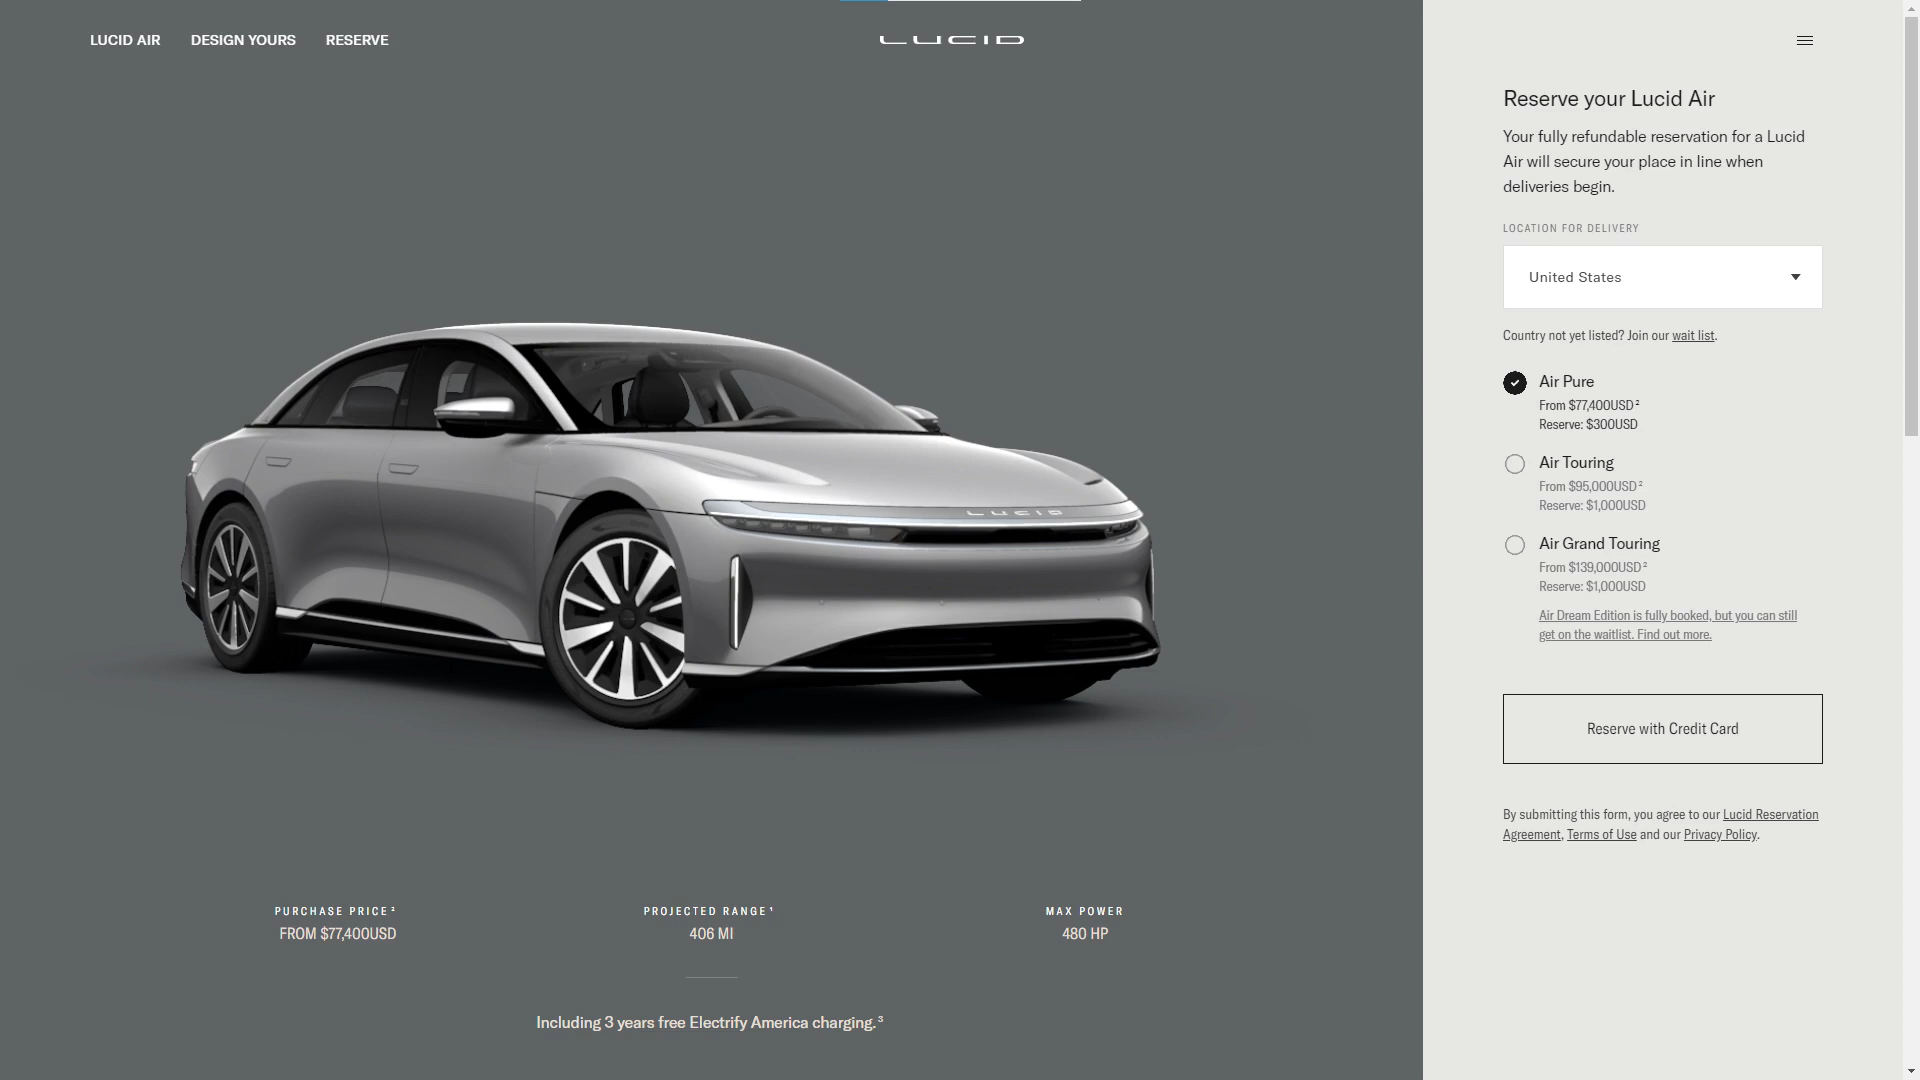 LUCID AIR
DESIGN YOURS
RESERVE
LUCID
Reserve your Lucid Air
Your fully refundable reservation for a Lucid
Air will secure your place in line when
deliveries begin.
LOCATION FOR DELIVERY
United States
Country not yet listed? Join our wait list.
Air Pure
From $77,400USD²
Reserve: $300USD
Air Touring
From $95,000USD²
Reserve: $1,000USD
Air Grand Touring
From $139,000USD²
Reserve: $1,000USD
Air Dream Edition is fully booked, but you can still
get on the waitlist. Find out more.
Reserve with Credit Card
By submitting this form, you agree to our Lucid Reservation
Agreement, Terms of Use and our Privacy Policy.
LUCID
PURCHASE PRICE²
FROM $77,400USD
PROJECTED RANGE¹
406 MI
MAX POWER
480 HP
Including 3 years free Electrify America charging.³